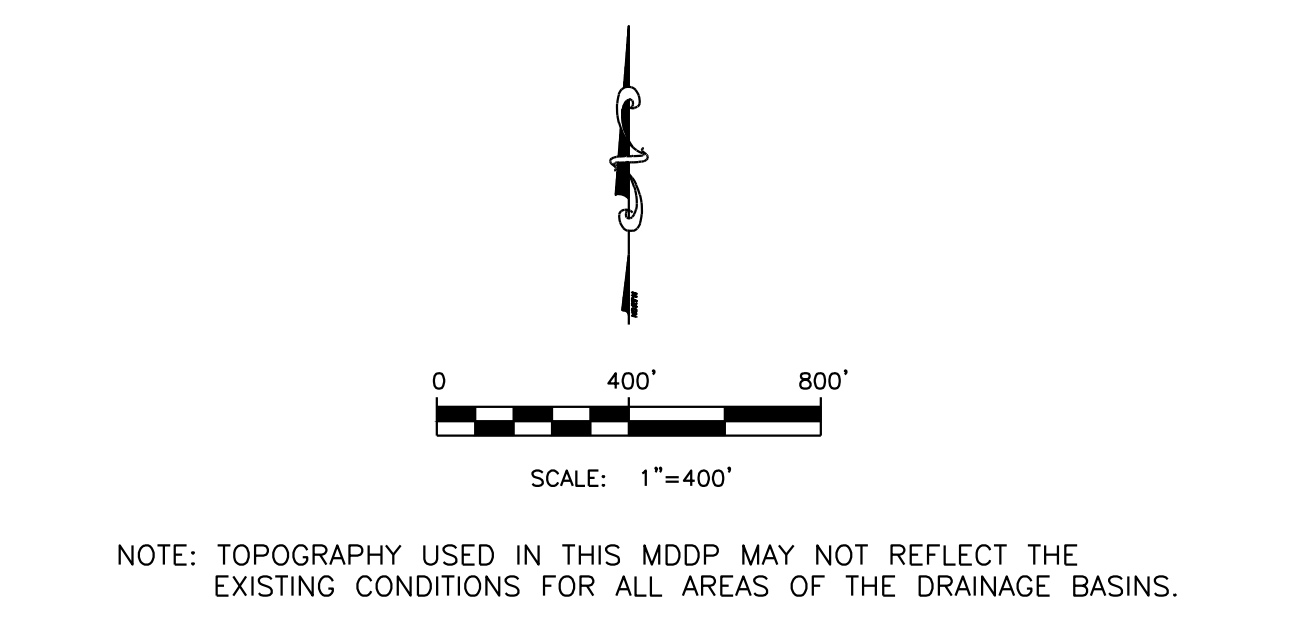 NORTH
0 400' 800'
SCALE: 1"=400'
NOTE: TOPOGRAPHY USED IN THIS MDDP MAY NOT REFLECT THE
EXISTING CONDITIONS FOR ALL AREAS OF THE DRAINAGE BASINS.